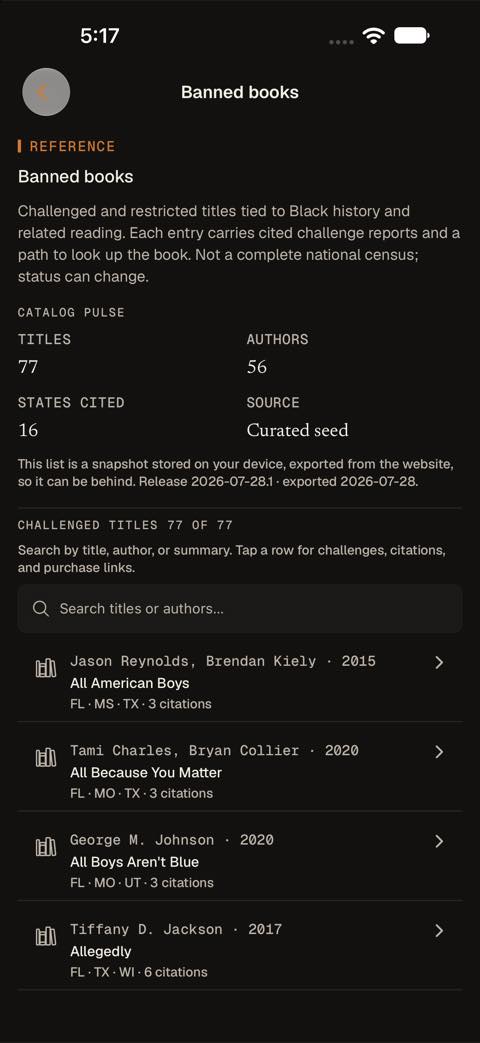 5:17
Banned books
REFERENCE
Banned books
Challenged and restricted titles tied to Black history and
related reading. Each entry carries cited challenge reports and a
path to look up the book. Not a complete national census;
status can change.
CATALOG PULSE
TITLES
77
AUTHORS
56
STATES CITED
16
SOURCE
Curated seed
This list is a snapshot stored on your device, exported from the website,
so it can be behind. Release 2026-07-28.1 · exported 2026-07-28.
CHALLENGED TITLES 77 OF 77
Search by title, author, or summary. Tap a row for challenges, citations,
and purchase links.
Search titles or authors...
Jason Reynolds, Brendan Kiely · 2015
All American Boys
FL · MS · TX · 3 citations
Tami Charles, Bryan Collier · 2020
All Because You Matter
FL · MO · TX · 3 citations
George M. Johnson · 2020
All Boys Aren't Blue
FL · MO · UT · 3 citations
Tiffany D. Jackson · 2017
Allegedly
FL · TX · WI · 6 citations